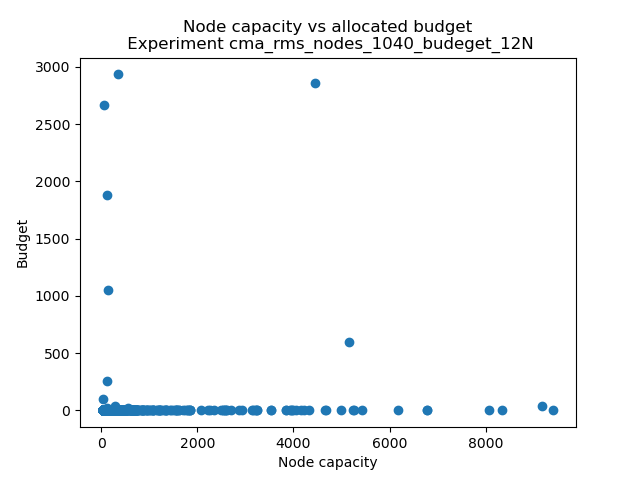 Node capacity vs allocated budget
Experiment cma_rms_nodes_1040_budeget_12N
3000
2500
2000
1500
1000
500
0
Budget
0 2000 4000 6000 8000
Node capacity